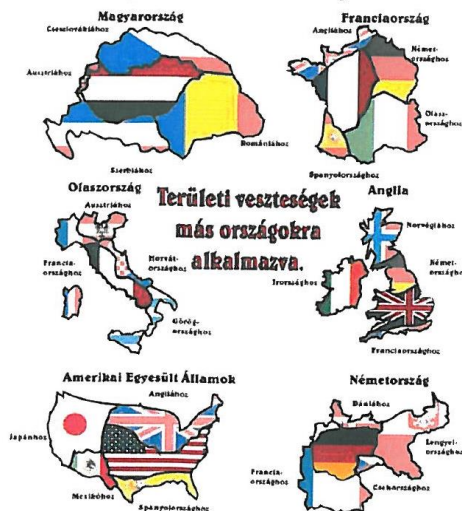 Magyarország
Csehszlovákiához
Ausztriához
Romániához
Szerbiához
Franciaország
Angliához
Német-
országhoz
Olasz-
országhoz
Spanyolországhoz
Olaszország
Ausztriához
Francia-
országhoz
Horvát-
országhoz
Görög-
országhoz
Területi veszteségek
más országokra
alkalmazva.
Anglia
Norvégiához
Német-
országhoz
Írországhoz
Franciaországhoz
Amerikai Egyesült Államok
Angliához
Japánhoz
Mexikóhoz
Spanyolországhoz
Németország
Dániához
Lengyel-
országhoz
Francia-
országhoz
Csehországhoz